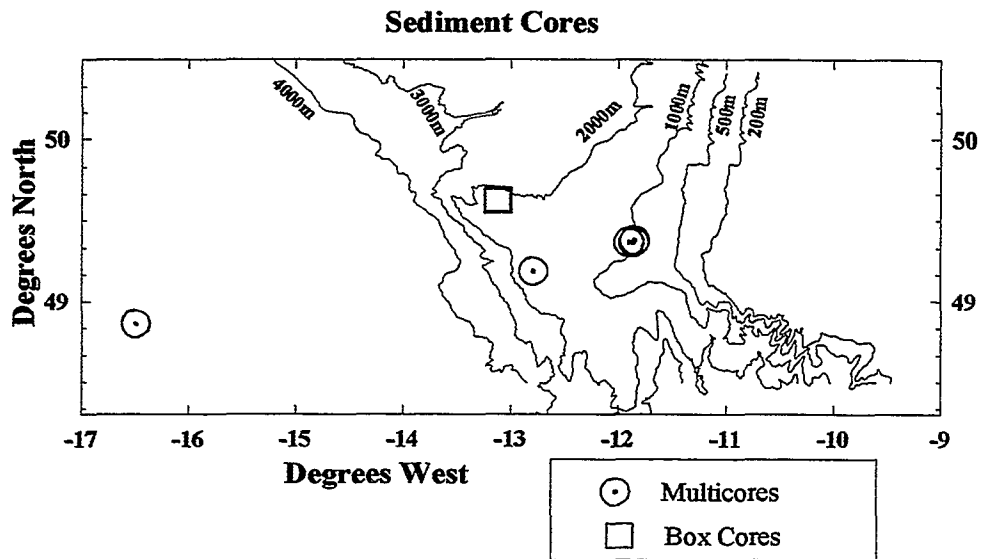 Sediment Cores
4000m
3000m
2000m
1000m
500m
200m
50
50
Degrees North
49
49
-17 -16 -15 -14 -13 -12 -11 -10 -9
Degrees West
Multicores
Box Cores